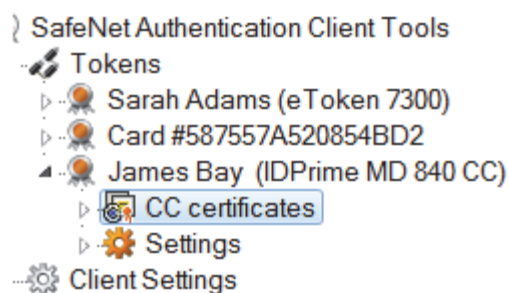 SafeNet Authentication Client Tools
Tokens
Sarah Adams (eToken 7300)
Card #587557A520854BD2
James Bay (IDPrime MD 840 CC)
CC certificates
Settings
Client Settings